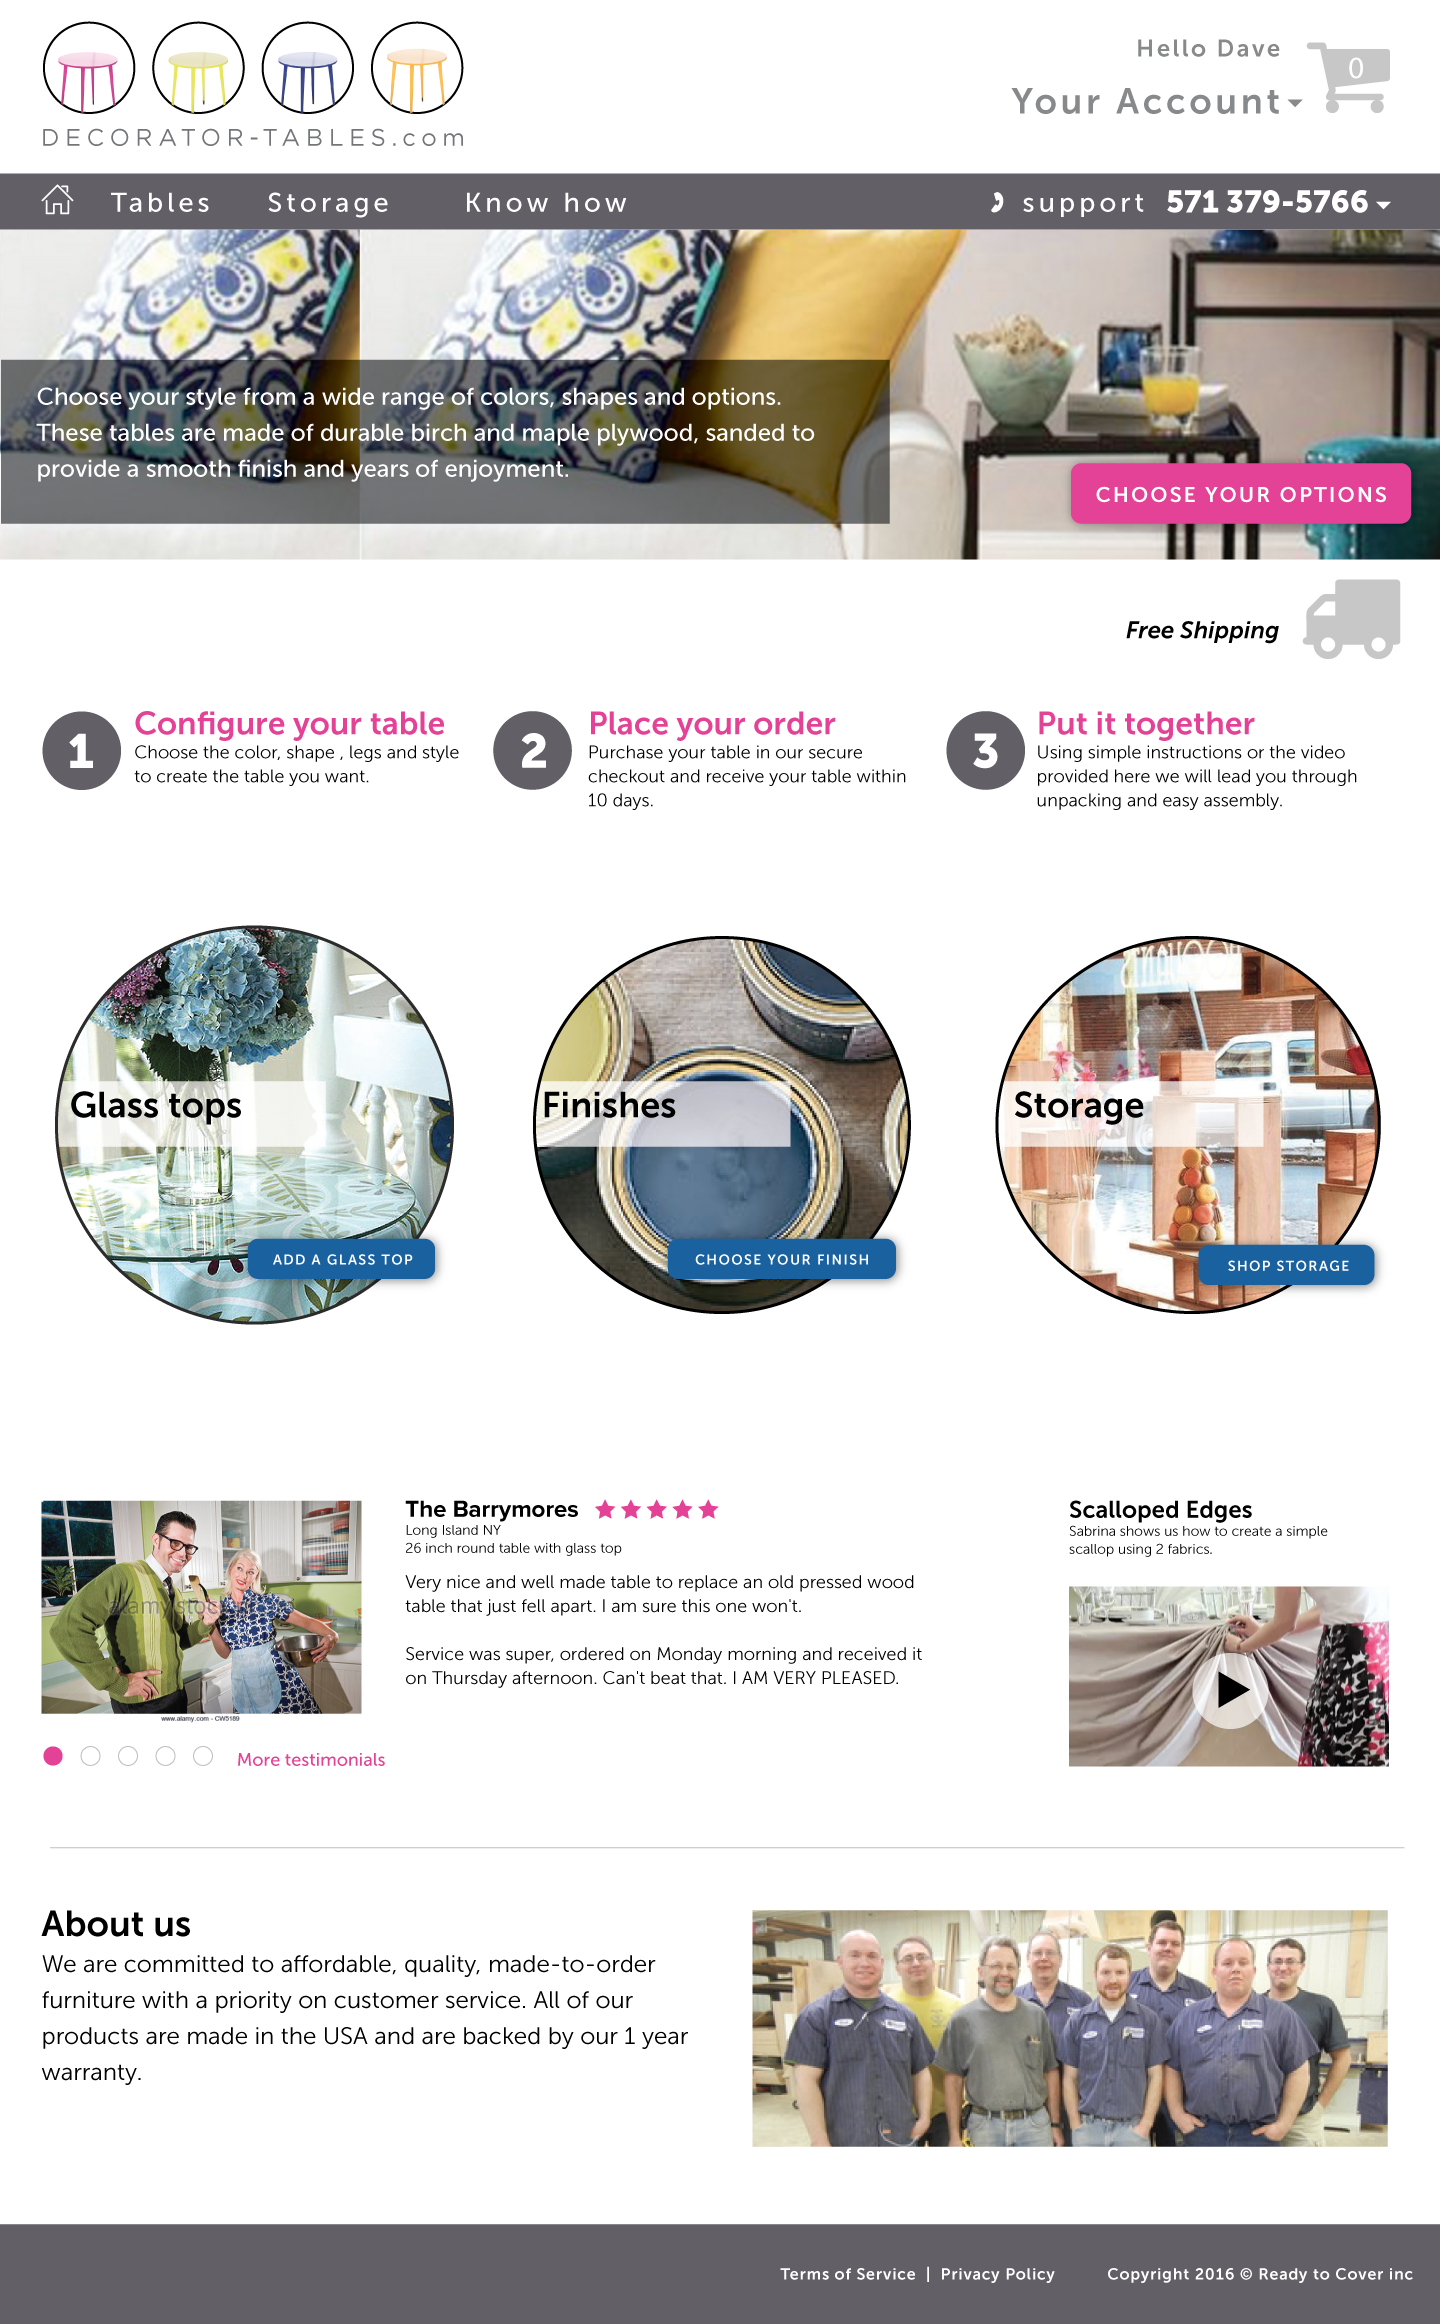 DECORATOR-TABLES.com
Hello Dave
Your Account
0
Tables Storage Know how
support 571 379-5766
Choose your style from a wide range of colors, shapes and options.
These tables are made of durable birch and maple plywood, sanded to
provide a smooth finish and years of enjoyment.
CHOOSE YOUR OPTIONS
Free Shipping
1
Configure your table
Choose the color, shape , legs and style
to create the table you want.
2
Place your order
Purchase your table in our secure
checkout and receive your table within
10 days.
3
Put it together
Using simple instructions or the video
provided here we will lead you through
unpacking and easy assembly.
Glass tops
ADD A GLASS TOP
Finishes
CHOOSE YOUR FINISH
Storage
SHOP STORAGE
alamy stock
www.alamy.com - CW5189
The Barrymores
Long Island NY
26 inch round table with glass top
Very nice and well made table to replace an old pressed wood
table that just fell apart. I am sure this one won't.
Service was super, ordered on Monday morning and received it
on Thursday afternoon. Can't beat that. I AM VERY PLEASED.
More testimonials
Scalloped Edges
Sabrina shows us how to create a simple
scallop using 2 fabrics.
About us
We are committed to affordable, quality, made-to-order
furniture with a priority on customer service. All of our
products are made in the USA and are backed by our 1 year
warranty.
Terms of Service | Privacy Policy Copyright 2016 © Ready to Cover inc